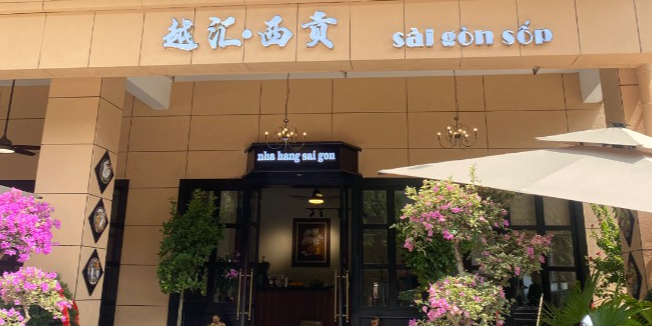 越汇·西贡 sài gòn sốp
nha hang sai gon